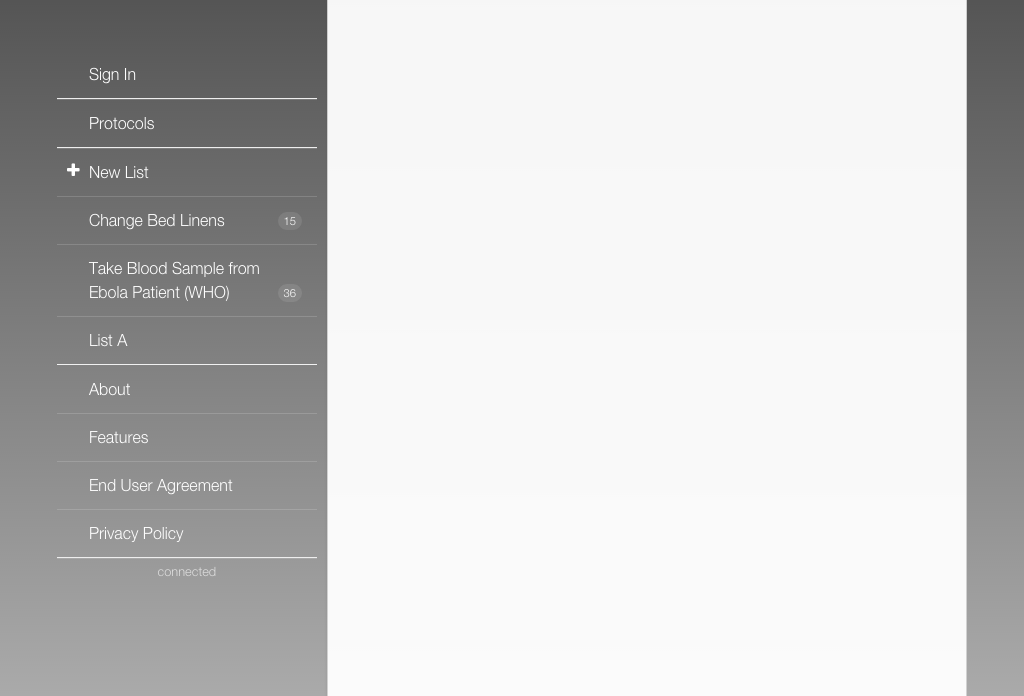 Sign In
Protocols
New List
Change Bed Linens 15
Take Blood Sample from
Ebola Patient (WHO) 36
List A
About
Features
End User Agreement
Privacy Policy
connected